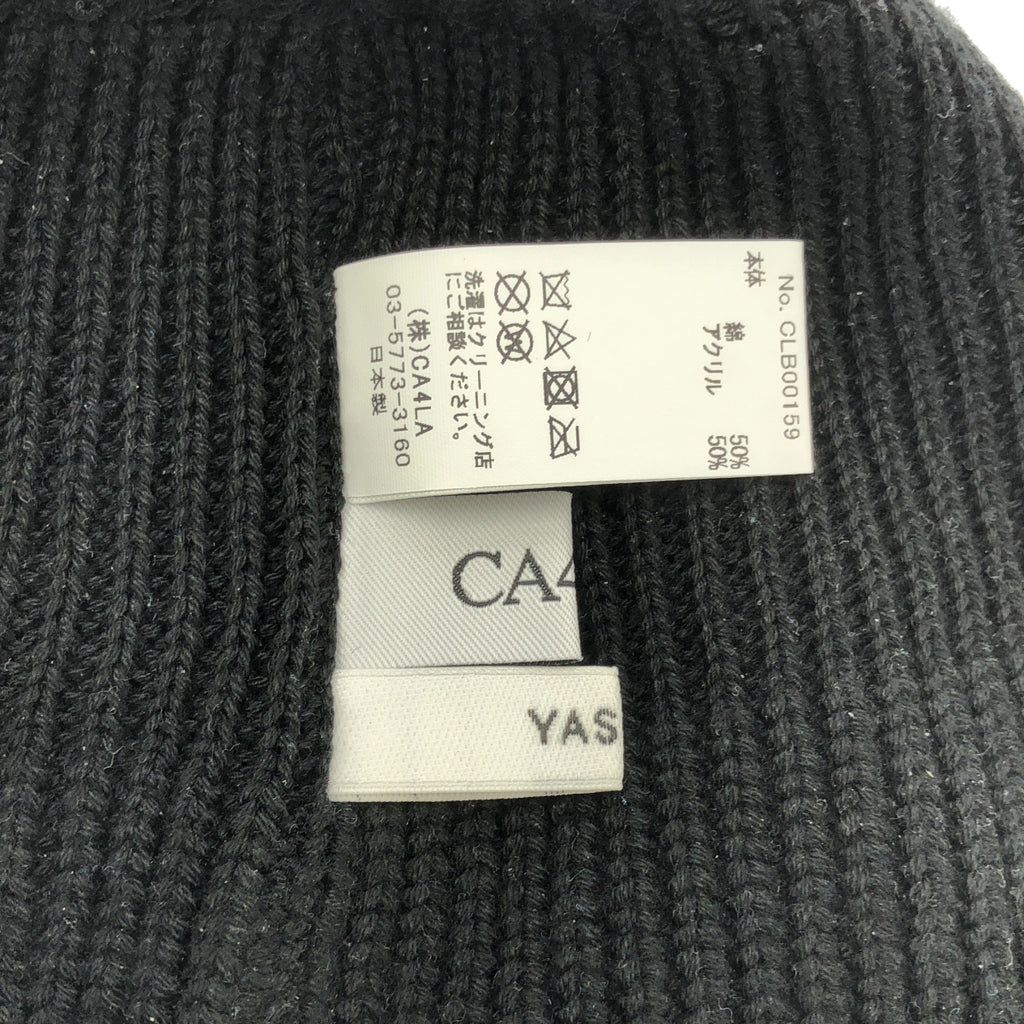 No. CLB00159
本体
綿 50%
アクリル 50%
洗濯はクリーニング店
にご相談ください。
(株)CA4LA
03-5773-3160
日本製
CA4
YAS